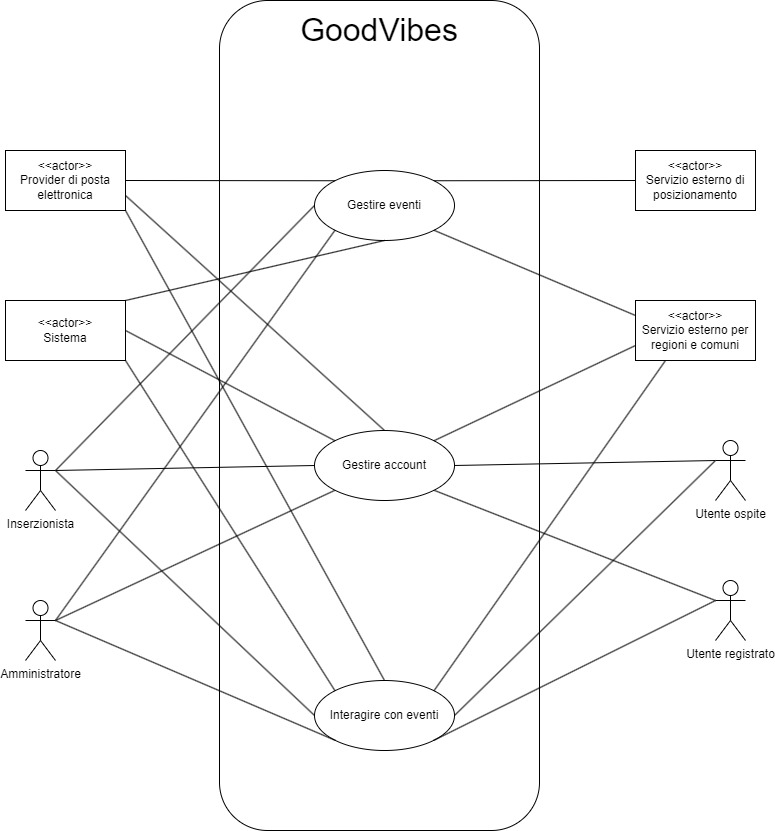 GoodVibes
<<actor>>
Provider di posta
elettronica
Gestire eventi
<<actor>>
Servizio estero di
posizionamento
<<actor>>
Sistema
<<actor>>
Servizio esterno per
regioni e comuni
Gestire account
Inserzionista
Utente ospite
Amministratore
Utente registrato
Interagire con eventi